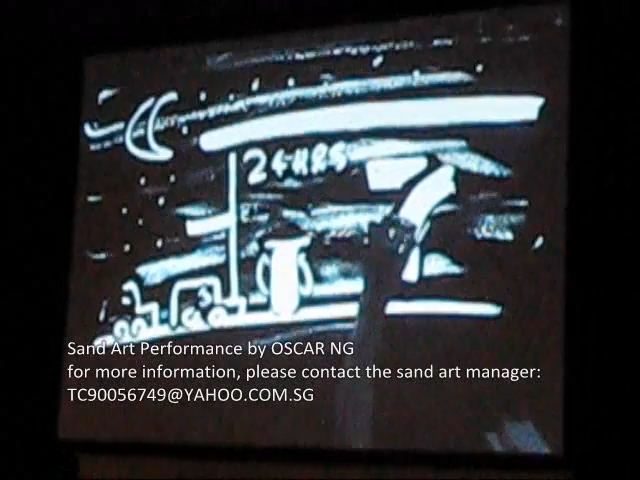 24HRS
Sand Art Performance by OSCAR NG
for more information, please contact the sand art manager:
TC90056749@YAHOO.COM.SG